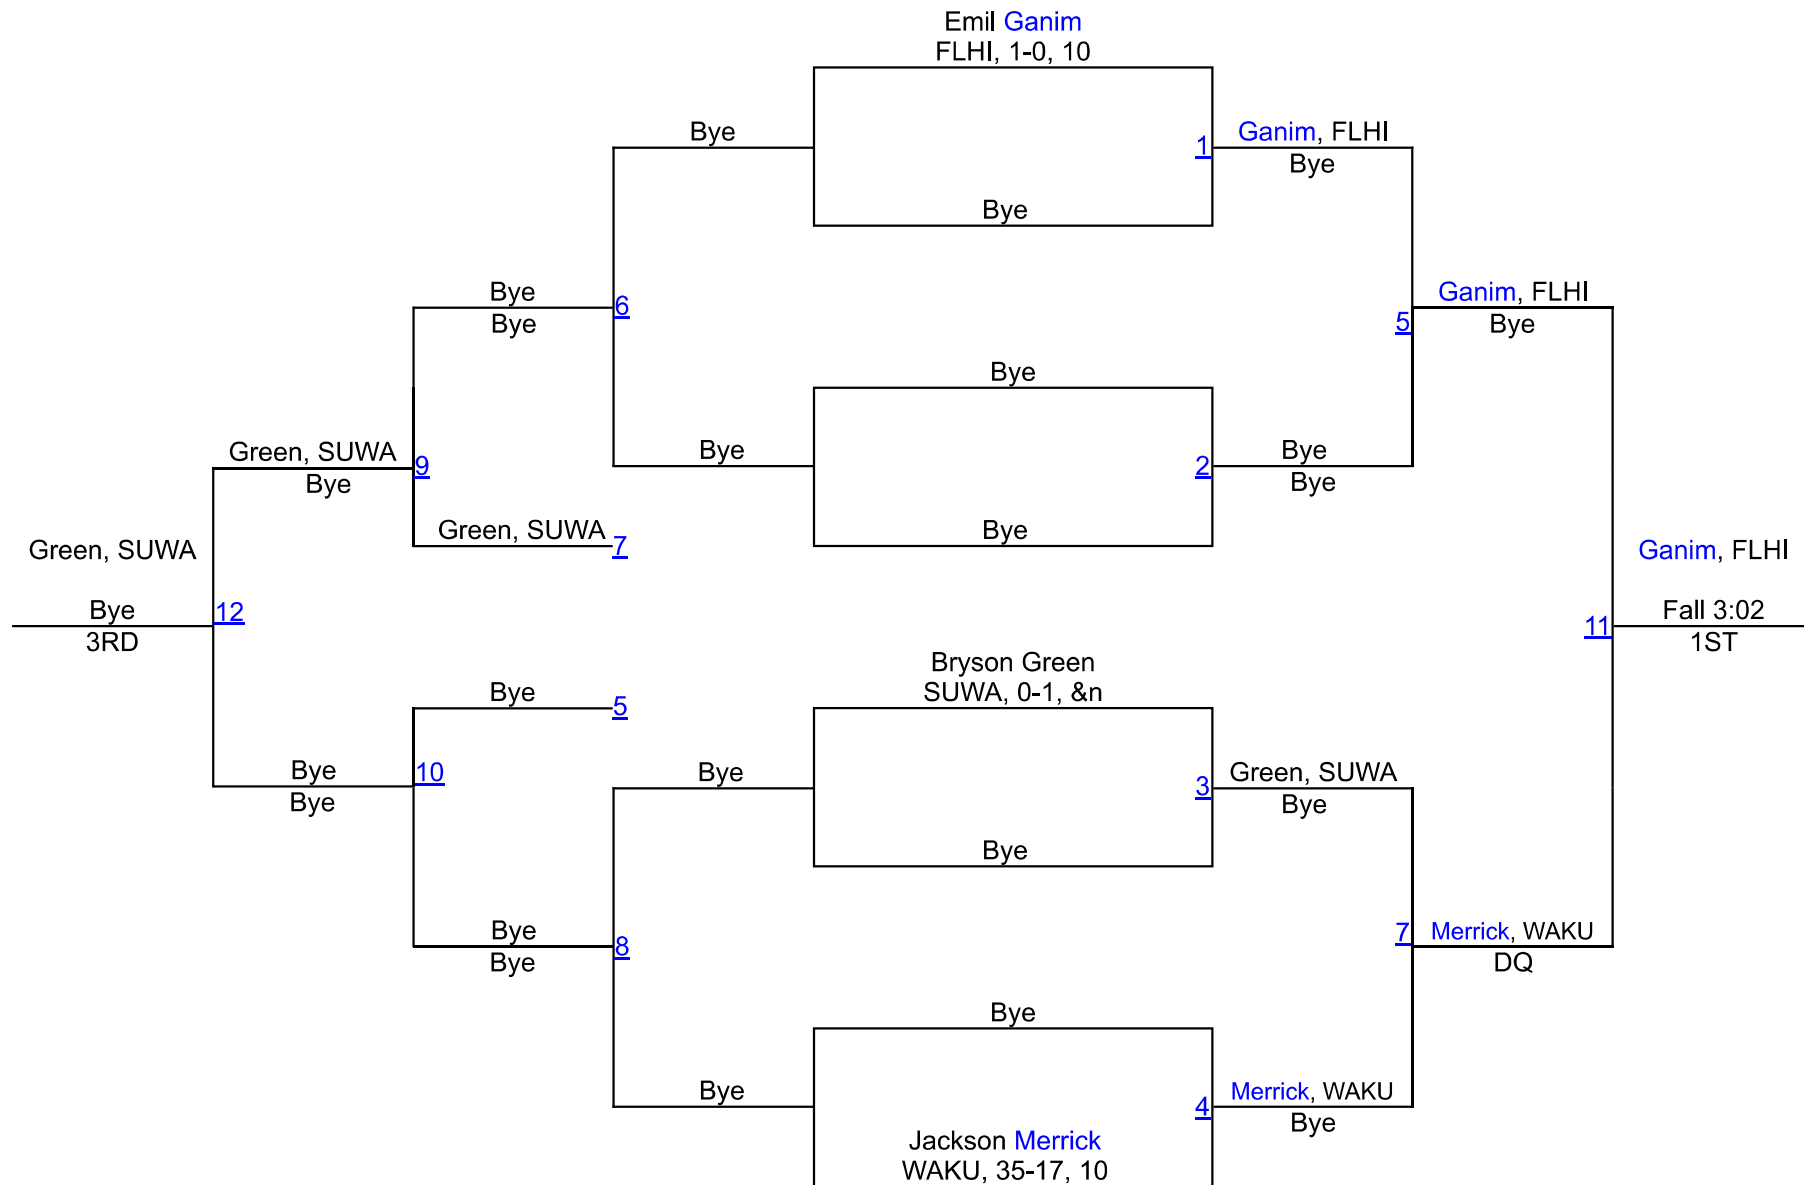 Emil Ganim
FLHI, 1-0, 10
Bye
1
Ganim, FLHI
Bye
Bye
Bye
Bye
6
Ganim, FLHI
5
Bye
Bye
Green, SUWA
9
Bye
Bye
2
Bye
Bye
Green, SUWA
7
Bye
Green, SUWA
Ganim, FLHI
Bye
12
3RD
Fall 3:02
11
1ST
Bryson Green
SUWA, 0-1, &n
Bye
5
Bye
10
Bye
Bye
3
Green, SUWA
Bye
Bye
Bye
8
Bye
7
Merrick, WAKU
DQ
Bye
Bye
4
Merrick, WAKU
Bye
Jackson Merrick
WAKU, 35-17, 10